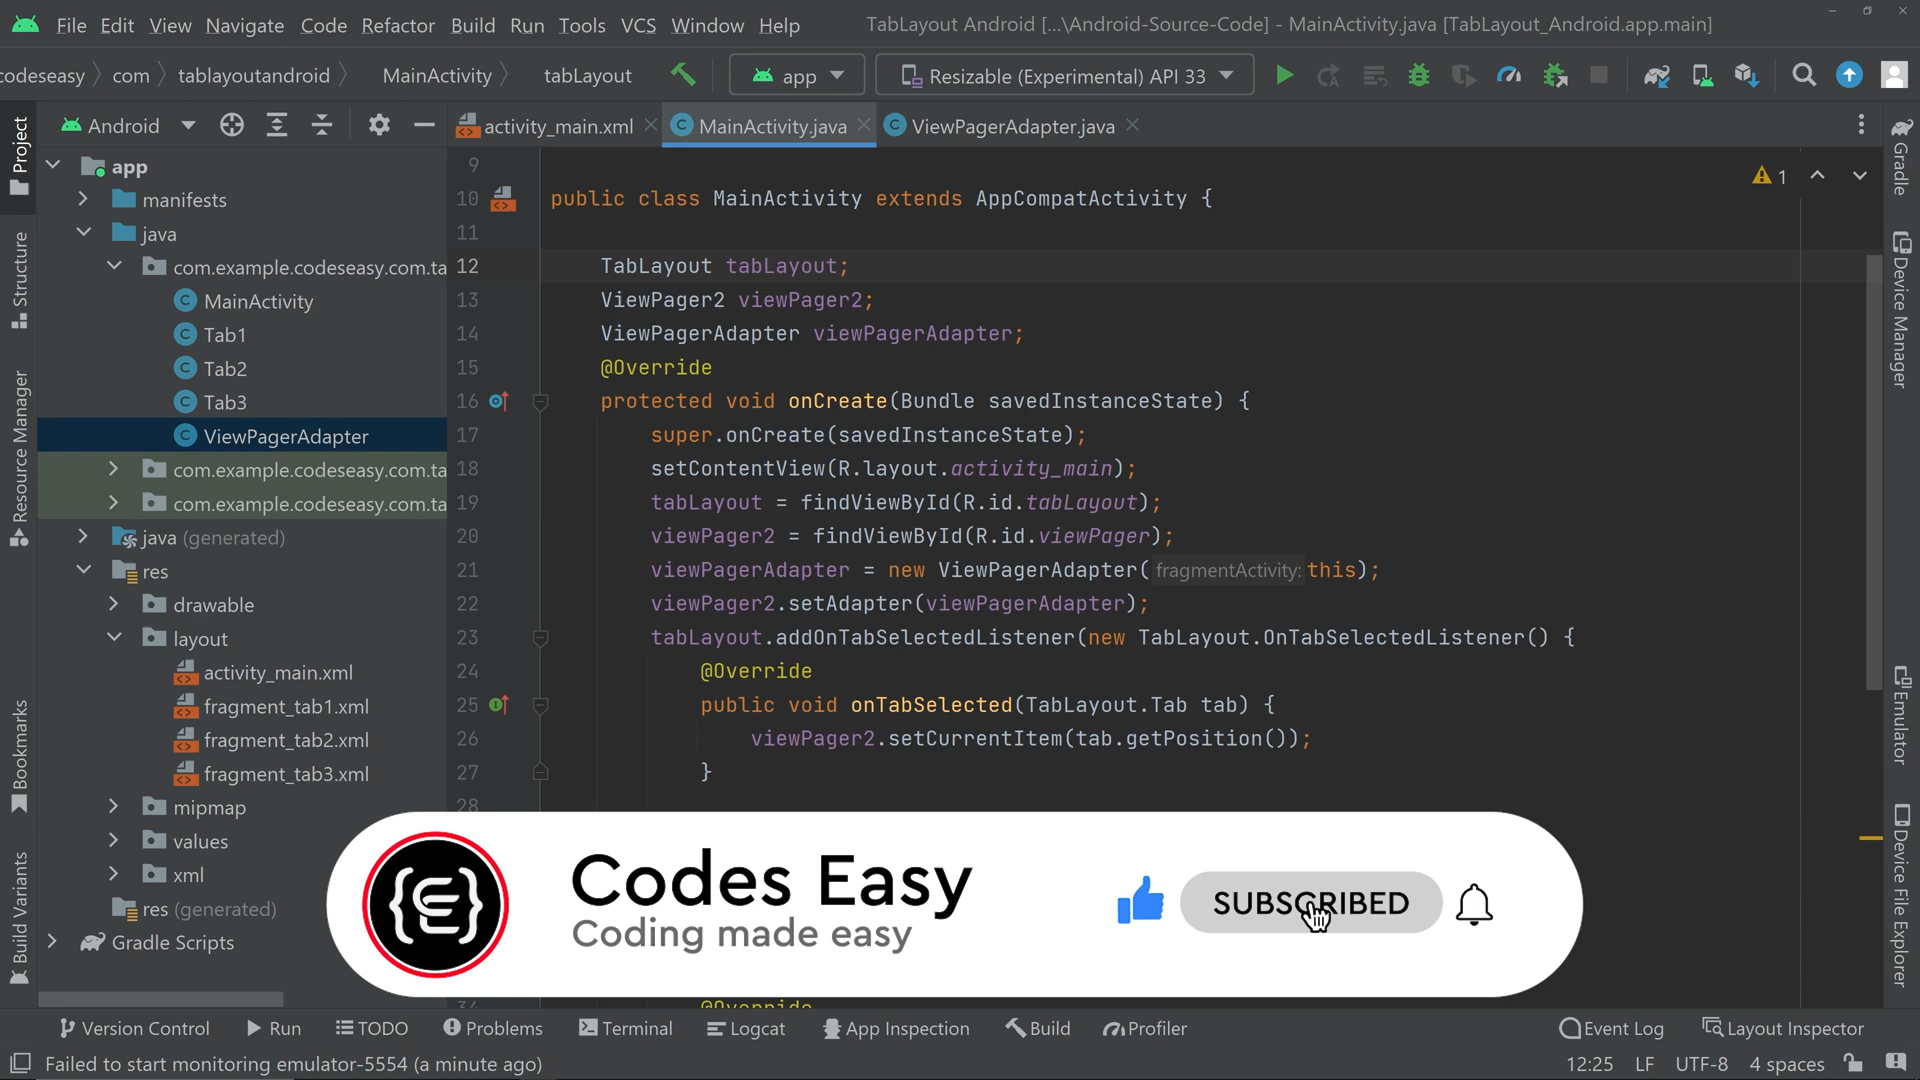 File Edit View Navigate Code Refactor Build Run Tools VCS Window Help
TabLayout Android [...\Android-Source-Code] - MainActivity.java [TabLayout_Android.app.main]
codeseasy com tablayoutandroid MainActivity tabLayout app Resizable (Experimental) API 33
Android activity_main.xml MainActivity.java ViewPagerAdapter.java
Project
Structure
Resource Manager
Bookmarks
Build Variants
app
manifests
java
com.example.codeseasy.com.ta
MainActivity
Tab1
Tab2
Tab3
ViewPagerAdapter
com.example.codeseasy.com.ta
com.example.codeseasy.com.ta
java (generated)
res
drawable
layout
activity_main.xml
fragment_tab1.xml
fragment_tab2.xml
fragment_tab3.xml
mipmap
values
xml
res (generated)
Gradle Scripts
9
10 public class MainActivity extends AppCompatActivity {
11
12 TabLayout tabLayout;
13 ViewPager2 viewPager2;
14 ViewPagerAdapter viewPagerAdapter;
15 @Override
16 protected void onCreate(Bundle savedInstanceState) {
17 super.onCreate(savedInstanceState);
18 setContentView(R.layout.activity_main);
19 tabLayout = findViewById(R.id.tabLayout);
20 viewPager2 = findViewById(R.id.viewPager);
21 viewPagerAdapter = new ViewPagerAdapter( fragmentActivity: this);
22 viewPager2.setAdapter(viewPagerAdapter);
23 tabLayout.addOnTabSelectedListener(new TabLayout.OnTabSelectedListener() {
24 @Override
25 public void onTabSelected(TabLayout.Tab tab) {
26 viewPager2.setCurrentItem(tab.getPosition());
27 }
28
1
Gradle
Device Manager
Emulator
Device File Explorer
Codes Easy
Coding made easy
SUBSCRIBED
@Override
Version Control Run TODO Problems Terminal Logcat App Inspection Build Profiler Event Log Layout Inspector
Failed to start monitoring emulator-5554 (a minute ago) 12:25 LF UTF-8 4 spaces